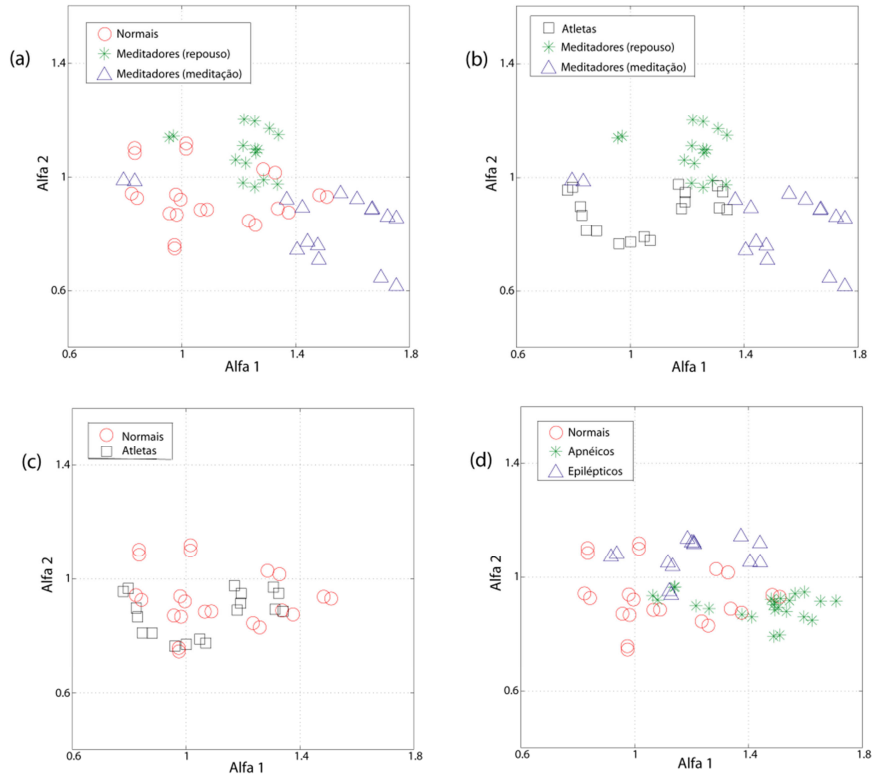 (a)
Normais
Meditadores (repouso)
Meditadores (meditação)
1.4
1
0.6
Alfa 2
0.6
1
1.4
1.8
Alfa 1
(b)
Atletas
Meditadores (repouso)
Meditadores (meditação)
1.4
1
0.6
Alfa 2
0.6
1
1.4
1.8
Alfa 1
(c)
Normais
Atletas
1.4
1
0.6
Alfa 2
0.6
1
1.4
1.8
Alfa 1
(d)
Normais
Apnéicos
Epilépticos
1.4
1
0.6
Alfa 2
0.6
1
1.4
1.8
Alfa 1